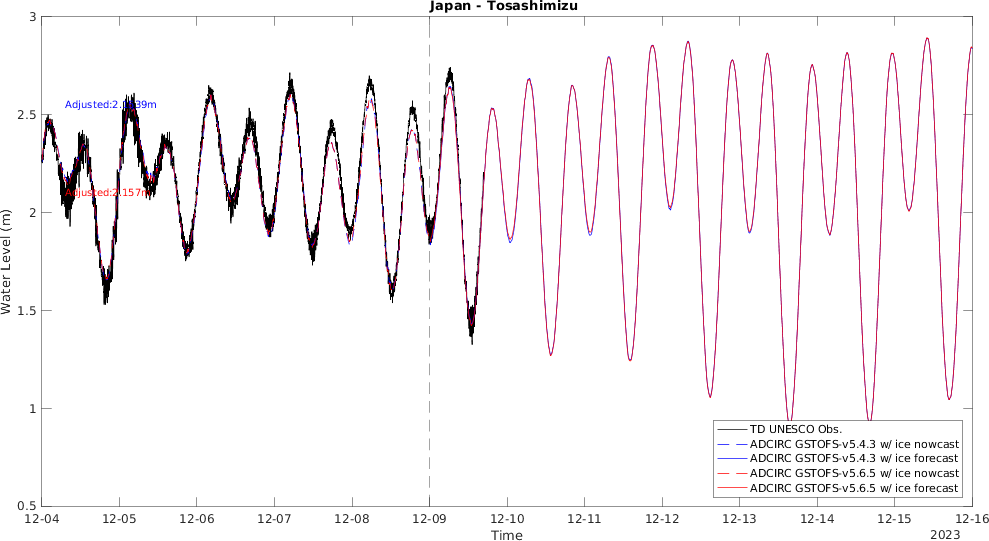 Japan - Tosashimizu
Water Level (m)
3
2.5
2
1.5
1
0.5
Adjusted:2.
39m
Adjusted:2.157m
TD UNESCO Obs.
ADCIRC GSTOFS-v5.4.3 w/ ice nowcast
ADCIRC GSTOFS-v5.4.3 w/ ice forecast
ADCIRC GSTOFS-v5.6.5 w/ ice nowcast
ADCIRC GSTOFS-v5.6.5 w/ ice forecast
12-04 12-05 12-06 12-07 12-08 12-09 12-10 12-11 12-12 12-13 12-14 12-15 12-16
Time
2023